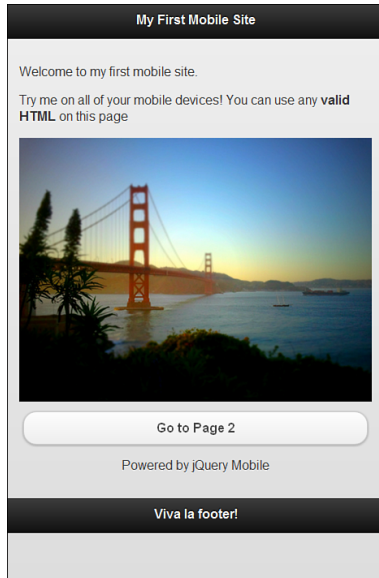 My First Mobile Site
Welcome to my first mobile site.
Try me on all of your mobile devices! You can use any valid
HTML on this page
Go to Page 2
Powered by jQuery Mobile
Viva la footer!